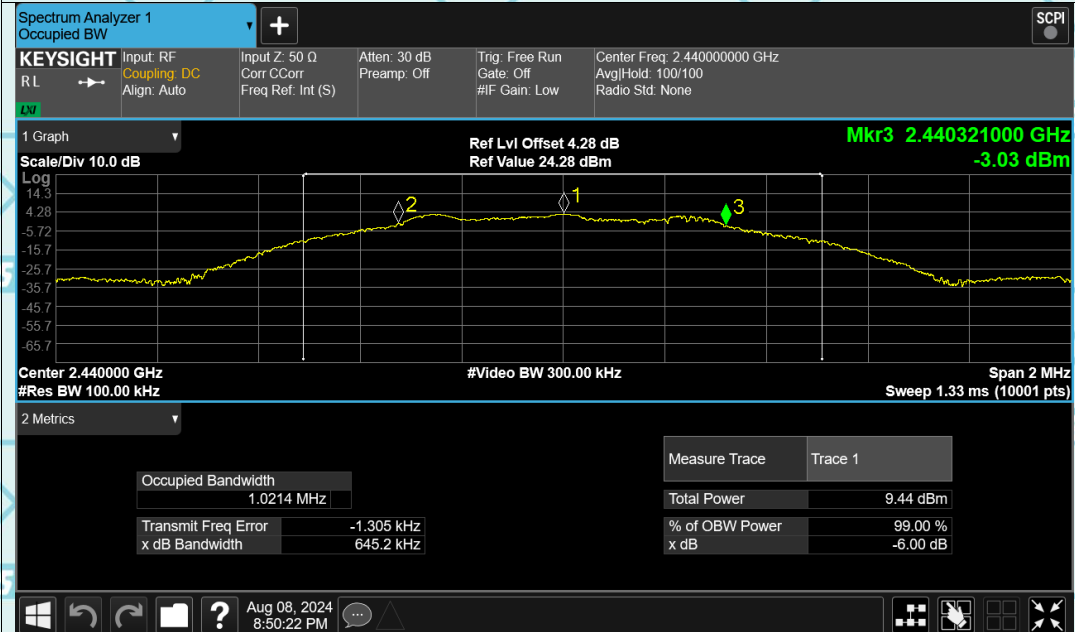 Spectrum Analyzer 1
Occupied BW
+
SCPI
KEYSIGHT Input: RF
R L
Coupling: DC
Align: Auto
LXI
Input Z: 50 Ω
Corr CCorr
Freq Ref: Int (S)
Atten: 30 dB
Preamp: Off
Trig: Free Run
Gate: Off
#IF Gain: Low
Center Freq: 2.440000000 GHz
Avg|Hold: 100/100
Radio Std: None
1 Graph
Scale/Div 10.0 dB
Ref Lvl Offset 4.28 dB
Ref Value 24.28 dBm
Mkr3 2.440321000 GHz
-3.03 dBm
Log
14.3
4.28
-5.72
-15.7
-25.7
-35.7
-45.7
-55.7
-65.7
2
1
3
Center 2.440000 GHz
#Video BW 300.00 kHz
Span 2 MHz
#Res BW 100.00 kHz
Sweep 1.33 ms (10001 pts)
2 Metrics
Occupied Bandwidth
1.0214 MHz
Transmit Freq Error -1.305 kHz
x dB Bandwidth 645.2 kHz
Measure Trace Trace 1
Total Power 9.44 dBm
% of OBW Power 99.00 %
x dB -6.00 dB
?
Aug 08, 2024
8:50:22 PM